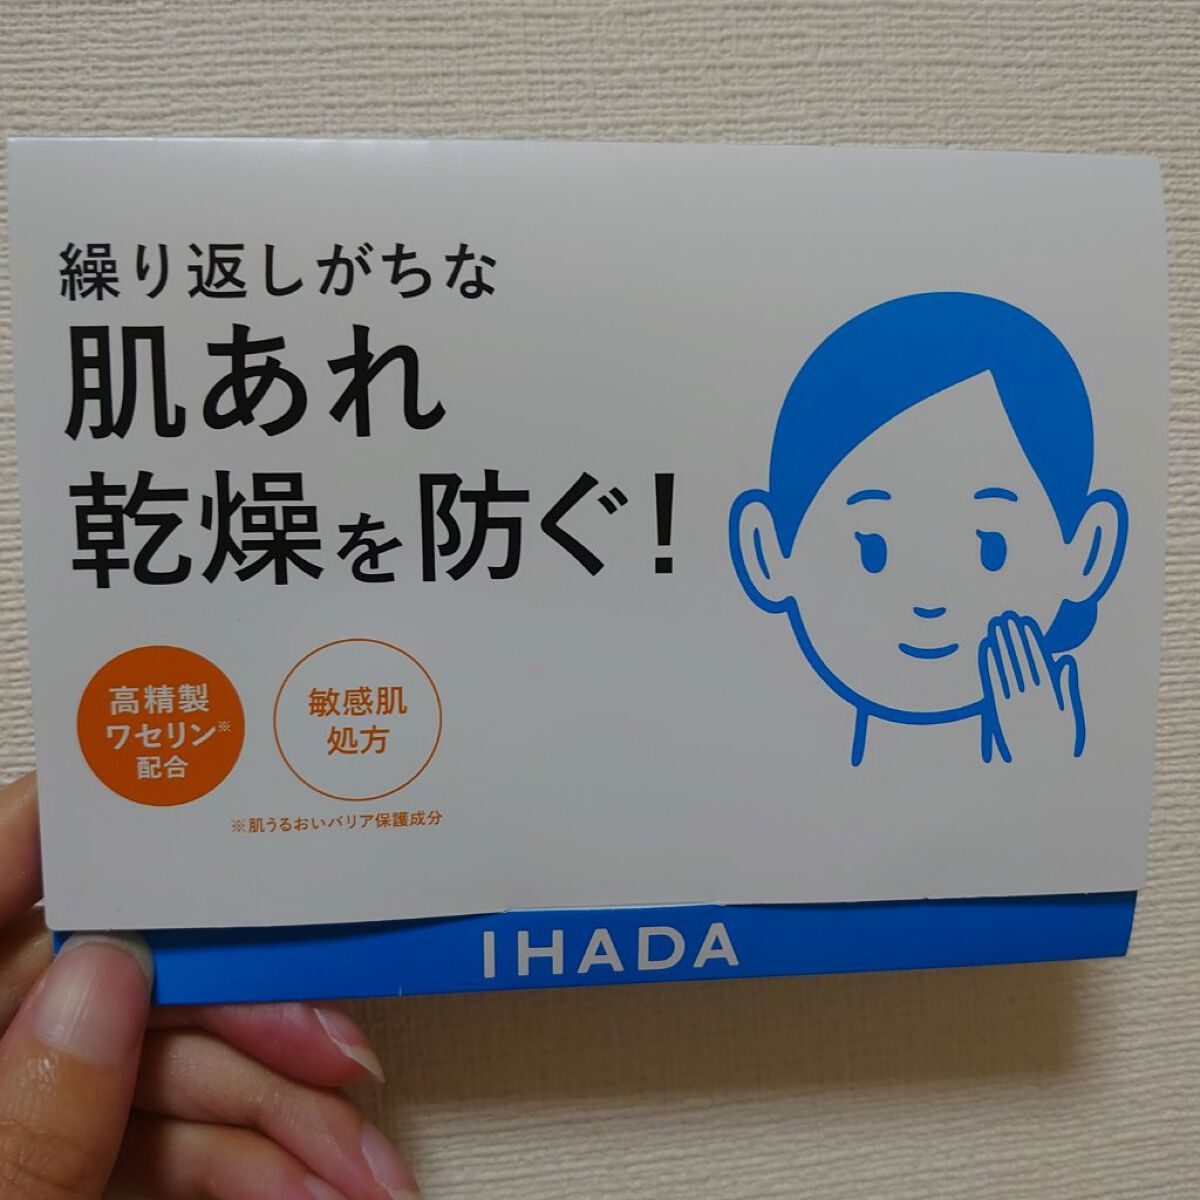 繰り返しがちな
肌あれ
乾燥を防ぐ!
高精製
ワセリン※
配合
敏感肌
処方
※肌うるおいバリア保護成分
IHADA